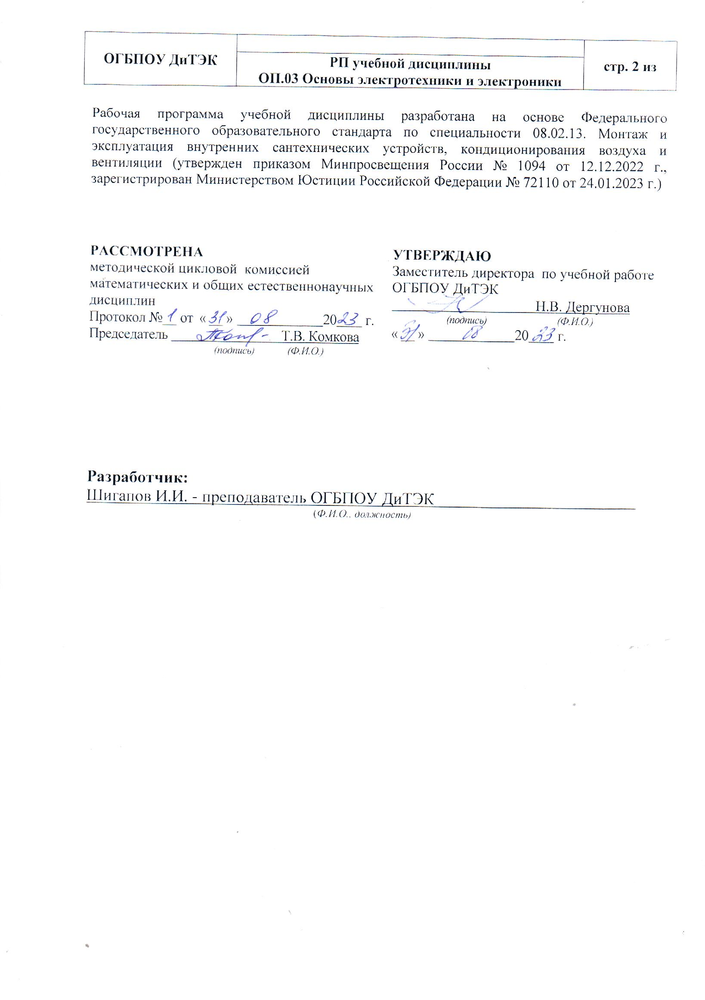 ОГБПОУ ДиТЭК
РП учебной дисциплины
ОП.03 Основы электротехники и электроники
стр. 2 из
Рабочая программа учебной дисциплины разработана на основе Федерального
государственного образовательного стандарта по специальности 08.02.13. Монтаж и
эксплуатация внутренних сантехнических устройств, кондиционирования воздуха и
вентиляции (утвержден приказом Минпросвещения России № 1094 от 12.12.2022 г.,
зарегистрирован Министерством Юстиции Российской Федерации № 72110 от 24.01.2023 г.)
РАССМОТРЕНА
методической цикловой комиссией
математических и общих естественнонаучных
дисциплин
Протокол № 1 от « 31 » 08 2023 г.
Председатель Т.В. Комкова
(подпись) (Ф.И.О.)
УТВЕРЖДАЮ
Заместитель директора по учебной работе
ОГБПОУ ДиТЭК
Н.В. Дергунова
(подпись) (Ф.И.О.)
« 31 » 08 20 23 г.
Разработчик:
Шигапов И.И. - преподаватель ОГБПОУ ДиТЭК
(Ф.И.О., должность)